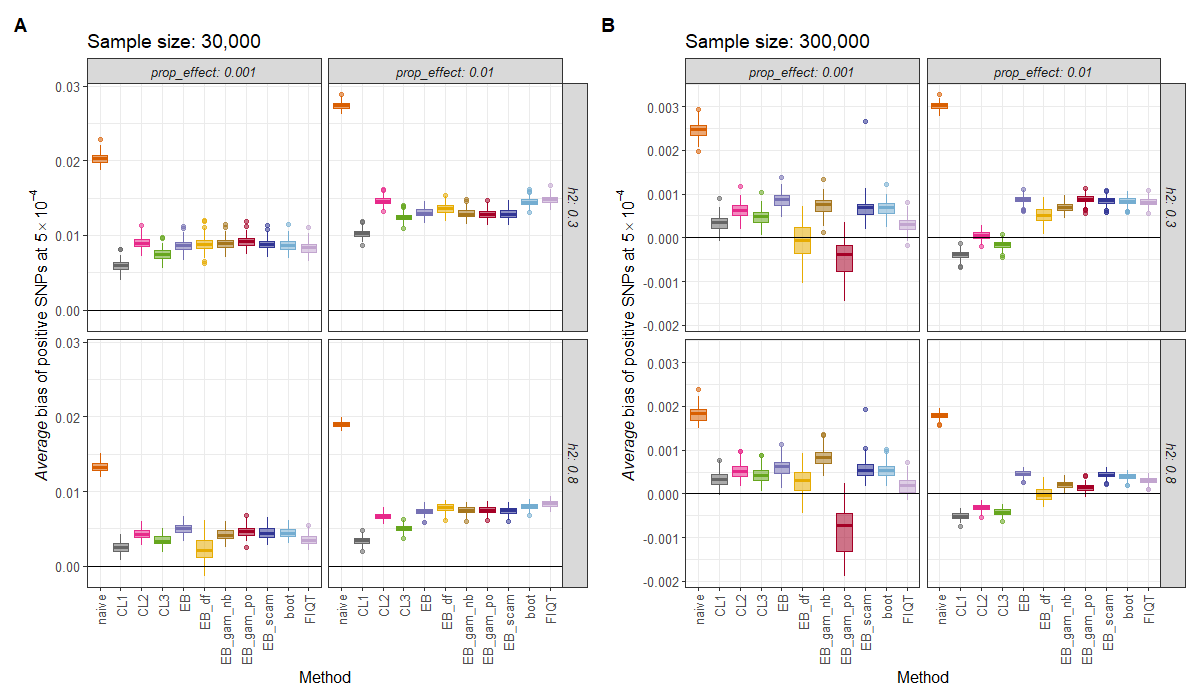 A
Sample size: 30,000
prop_effect: 0.001
prop_effect: 0.01
0.03
0.02
0.01
0.00
h2: 0.3
0.03
0.02
0.01
0.00
h2: 0.8
Average bias of positive SNPs at 5 × 10⁻⁴
naive
CL1
CL2
CL3
EB
EB_df
EB_gam_nb
EB_gam_po
EB_scam
boot
FIQT
naive
CL1
CL2
CL3
EB
EB_df
EB_gam_nb
EB_gam_po
EB_scam
boot
FIQT
Method
B
Sample size: 300,000
prop_effect: 0.001
prop_effect: 0.01
0.003
0.002
0.001
0.000
-0.001
-0.002
h2: 0.3
0.003
0.002
0.001
0.000
-0.001
-0.002
h2: 0.8
Average bias of positive SNPs at 5 × 10⁻⁴
naive
CL1
CL2
CL3
EB
EB_df
EB_gam_nb
EB_gam_po
EB_scam
boot
FIQT
naive
CL1
CL2
CL3
EB
EB_df
EB_gam_nb
EB_gam_po
EB_scam
boot
FIQT
Method